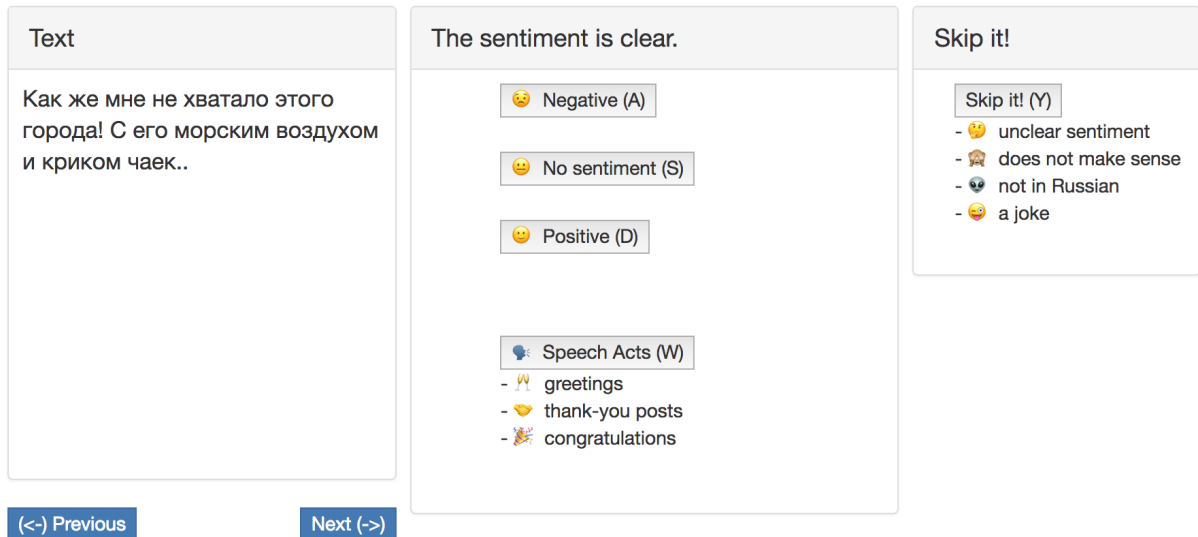 Text
Как же мне не хватало этого
города! С его морским воздухом
и криком чаек..
(<-) Previous
Next (->)
The sentiment is clear.
😟 Negative (A)
😐 No sentiment (S)
🙂 Positive (D)
🗣 Speech Acts (W)
- 🥂 greetings
- 🤝 thank-you posts
- 🎉 congratulations
Skip it!
Skip it! (Y)
- 🤔 unclear sentiment
- 🙈 does not make sense
- 👽 not in Russian
- 😜 a joke